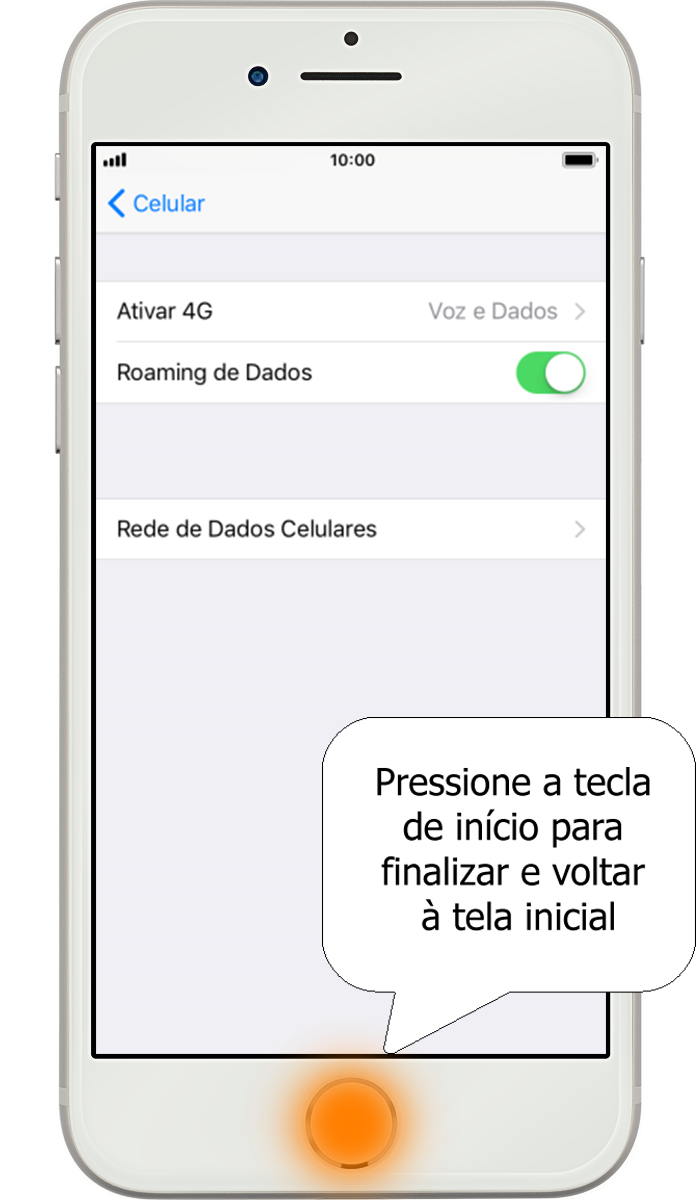 10:00
Celular
Ativar 4G Voz e Dados
Roaming de Dados
Rede de Dados Celulares
Pressione a tecla
de início para
finalizar e voltar
à tela inicial